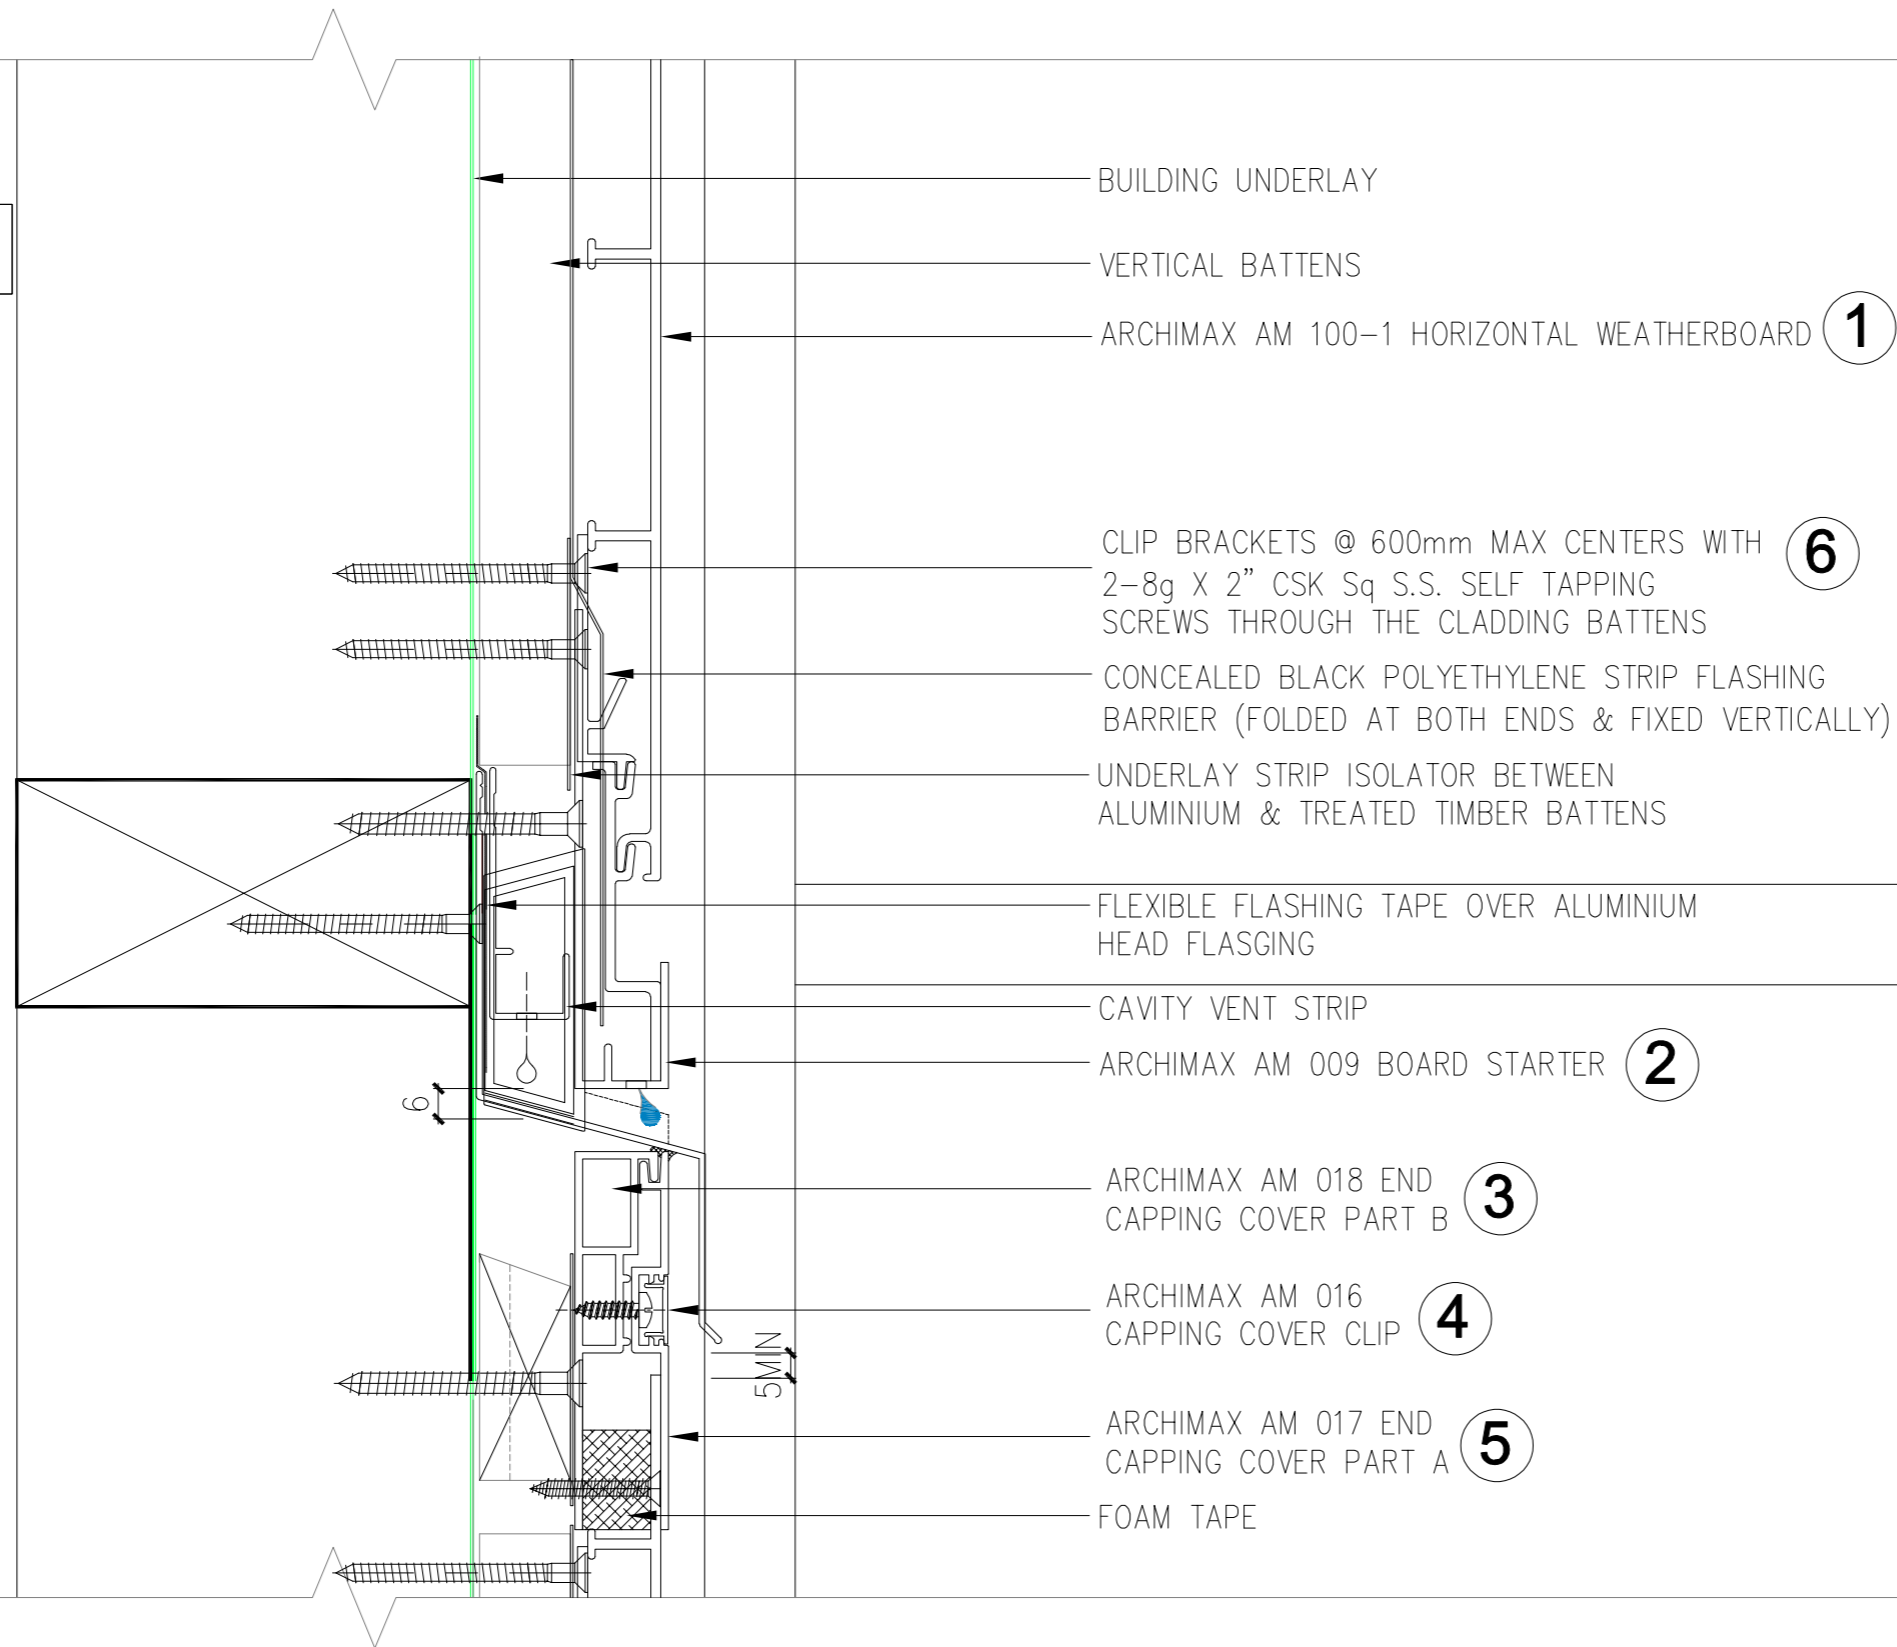 BUILDING UNDERLAY
VERTICAL BATTENS
ARCHIMAX AM 100-1 HORIZONTAL WEATHERBOARD 1
CLIP BRACKETS @ 600mm MAX CENTERS WITH 6
2-8g X 2" CSK Sq S.S. SELF TAPPING
SCREWS THROUGH THE CLADDING BATTENS
CONCEALED BLACK POLYETHYLENE STRIP FLASHING
BARRIER (FOLDED AT BOTH ENDS & FIXED VERTICALLY)
UNDERLAY STRIP ISOLATOR BETWEEN
ALUMINIUM & TREATED TIMBER BATTENS
FLEXIBLE FLASHING TAPE OVER ALUMINIUM
HEAD FLASGING
CAVITY VENT STRIP
ARCHIMAX AM 009 BOARD STARTER 2
6
ARCHIMAX AM 018 END
CAPPING COVER PART B 3
ARCHIMAX AM 016
CAPPING COVER CLIP 4
5MIN
ARCHIMAX AM 017 END
CAPPING COVER PART A 5
FOAM TAPE